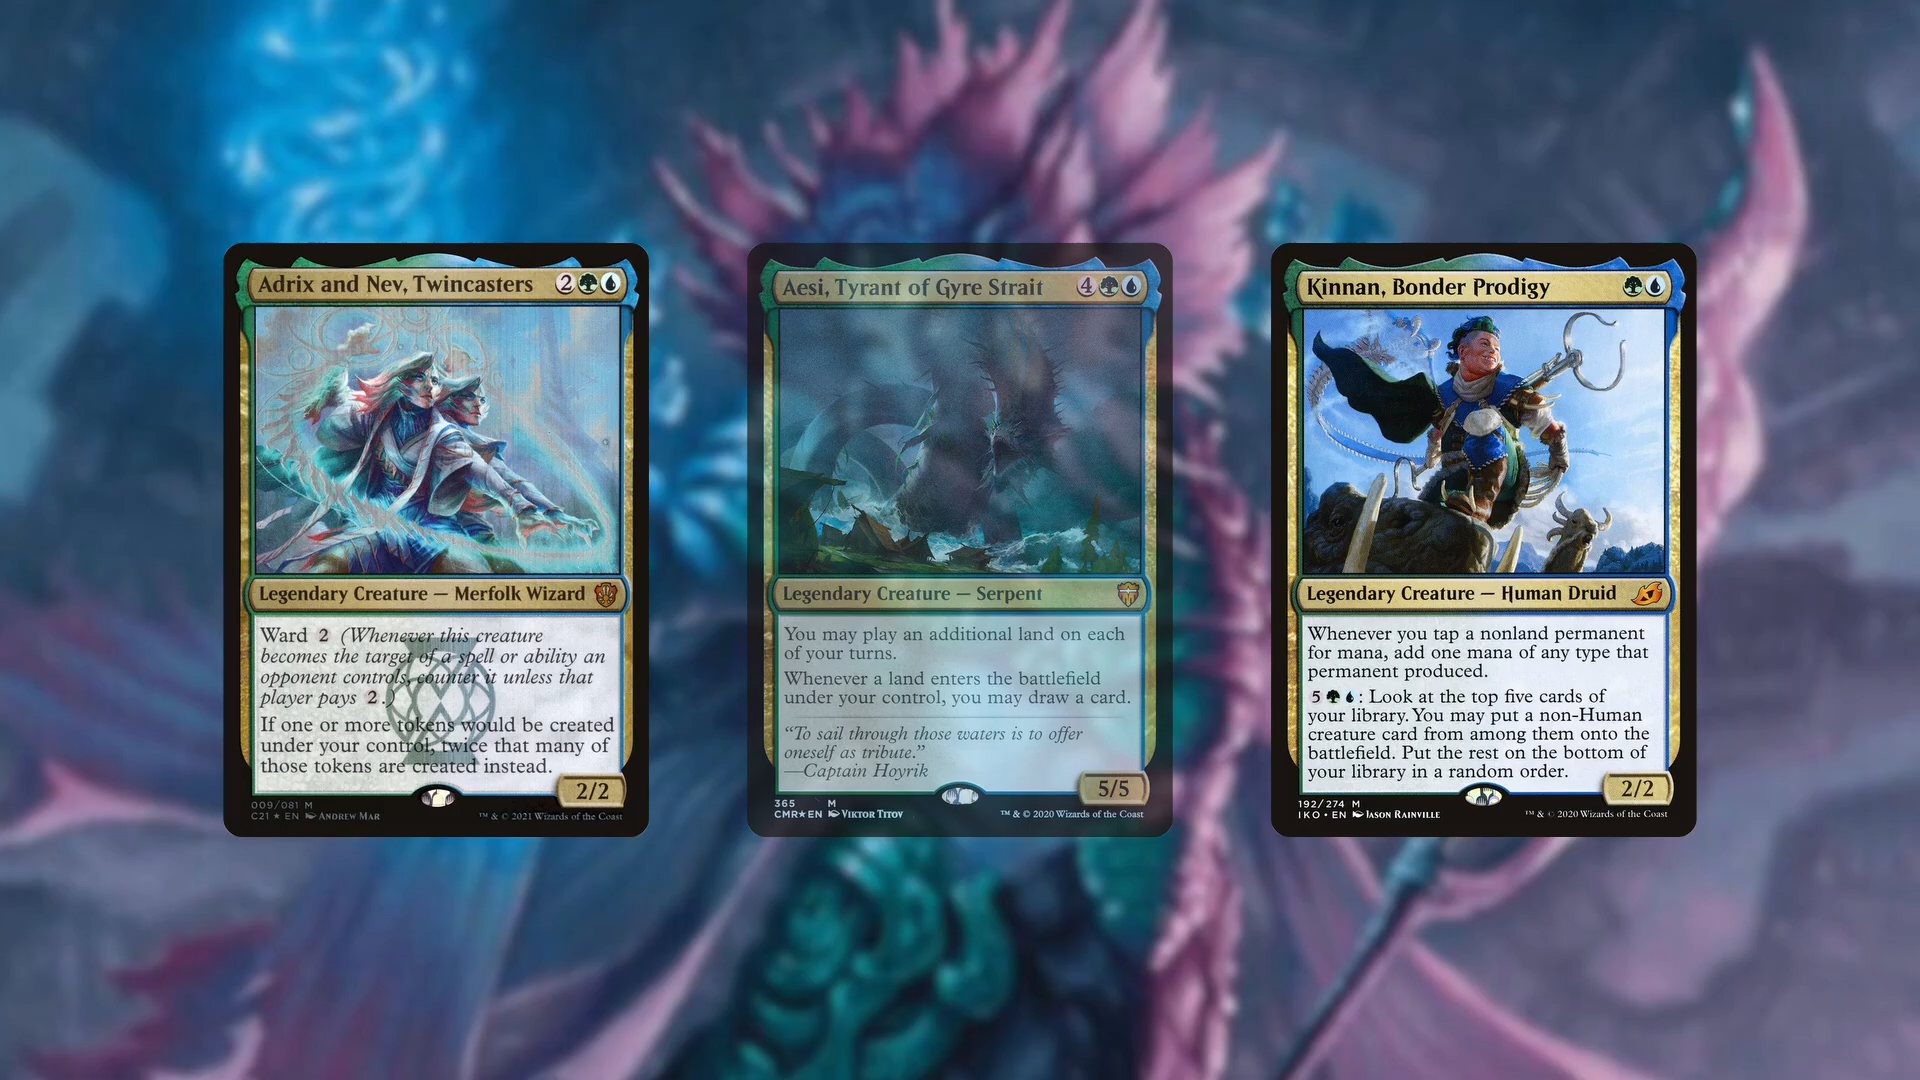 Adrix and Nev, Twincasters 2
Legendary Creature — Merfolk Wizard
Ward 2 (Whenever this creature
becomes the target of a spell or ability an
opponent controls, counter it unless that
player pays 2.)
If one or more tokens would be created
under your control, twice that many of
those tokens are created instead.
2/2
009/081 M
C21 ★ EN Andrew Mar
™ & © 2021 Wizards of the Coast
Aesi, Tyrant of Gyre Strait 4
Legendary Creature — Serpent
You may play an additional land on each
of your turns.
Whenever a land enters the battlefield
under your control, you may draw a card.
“To sail through those waters is to offer
oneself as tribute.”
—Captain Hoyrik
5/5
365 M
CMR★EN Viktor Titov
™ & © 2020 Wizards of the Coast
Kinnan, Bonder Prodigy
Legendary Creature — Human Druid
Whenever you tap a nonland permanent
for mana, add one mana of any type that
permanent produced.
5 : Look at the top five cards of
your library. You may put a non-Human
creature card from among them onto the
battlefield. Put the rest on the bottom of
your library in a random order.
2/2
192/274 M
IKO • EN Jason Rainville
™ & © 2020 Wizards of the Coast